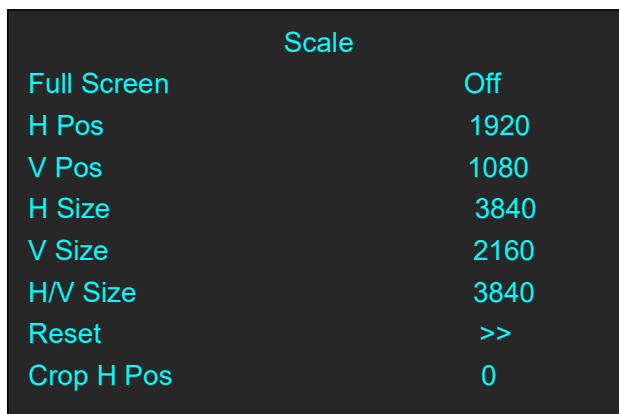 Scale
Full Screen Off
H Pos 1920
V Pos 1080
H Size 3840
V Size 2160
H/V Size 3840
Reset >>
Crop H Pos 0